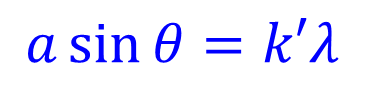 a sin θ = k′λ